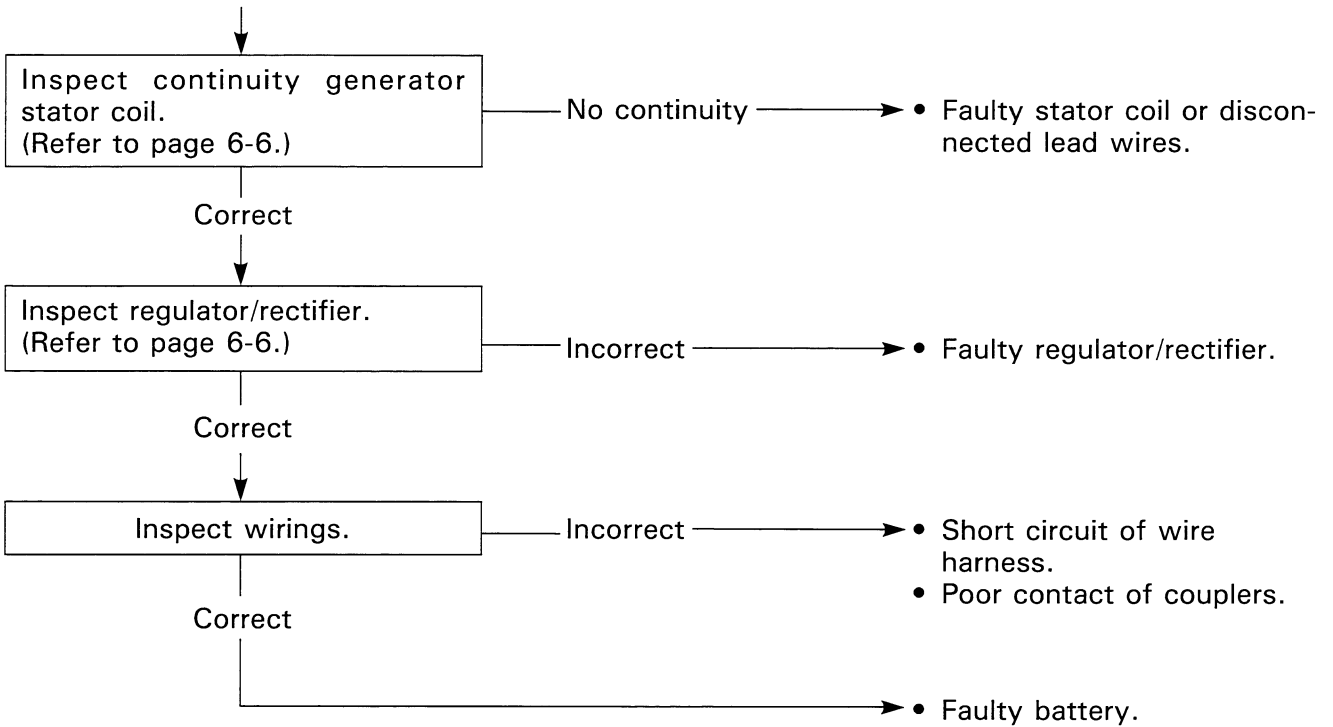 Inspect continuity generator
stator coil.
(Refer to page 6-6.)
No continuity
• Faulty stator coil or discon-
nected lead wires.
Correct
Inspect regulator/rectifier.
(Refer to page 6-6.)
Incorrect
• Faulty regulator/rectifier.
Correct
Inspect wirings.
Incorrect
• Short circuit of wire
harness.
• Poor contact of couplers.
Correct
• Faulty battery.